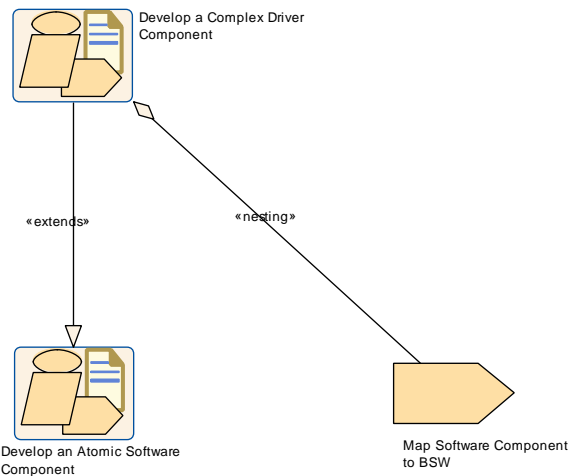 Develop a Complex Driver
Component
«extends»
«nesting»
Develop an Atomic Software
Component
Map Software Component
to BSW